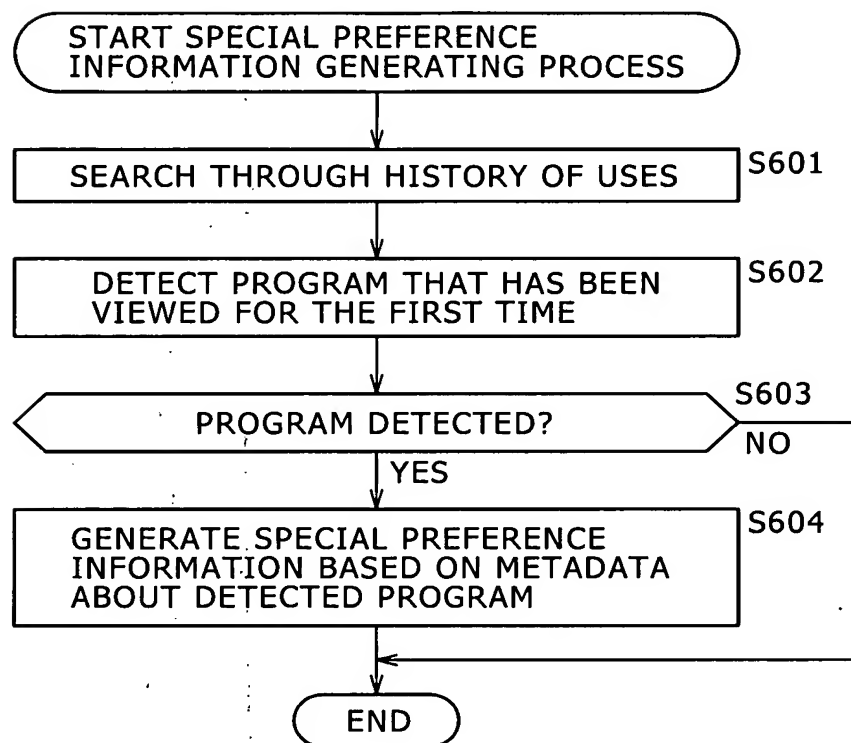 START SPECIAL PREFERENCE
INFORMATION GENERATING PROCESS
SEARCH THROUGH HISTORY OF USES
S601
DETECT PROGRAM THAT HAS BEEN
VIEWED FOR THE FIRST TIME
S602
PROGRAM DETECTED?
S603
NO
YES
GENERATE SPECIAL PREFERENCE
INFORMATION BASED ON METADATA
ABOUT DETECTED PROGRAM
S604
END